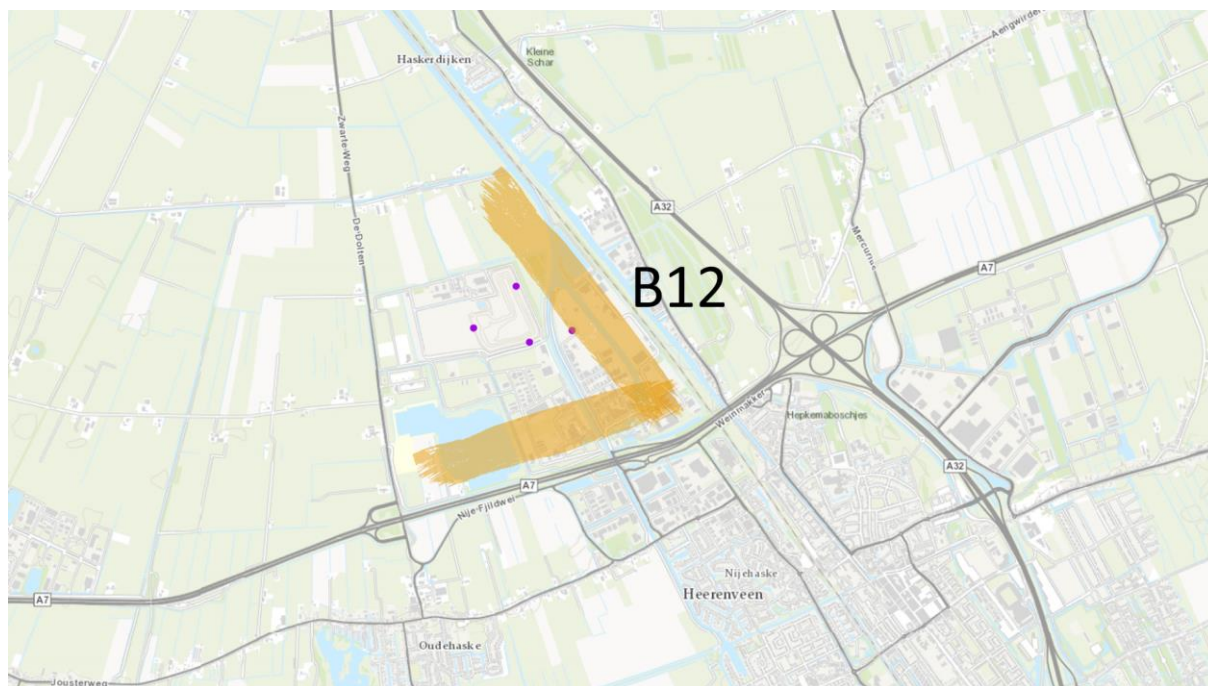 Haskerdijken
Kleine
Schar
Aengwirden
Zwarte-Weg
A32
Mercurius
De-Dolten
A7
B12
Weinmakker
Hepkemaboschjes
A32
A7
Nije-Fjildwei
Nijehaske
Heerenveen
A7
Oudehaske
Jousterweg